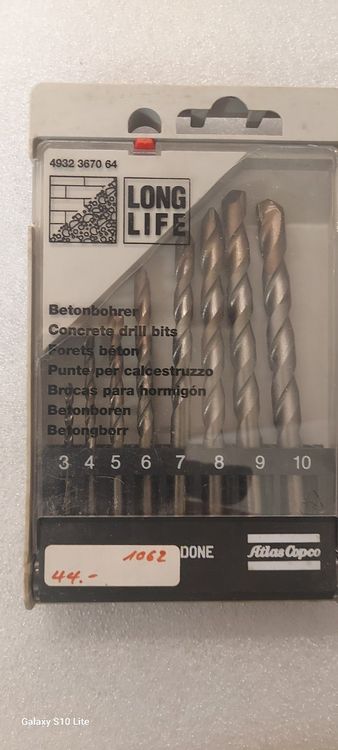 4932 3670 64
LONG
LIFE
Betonbohrer
Concrete drill bits
Forets béton
Punte per calcestruzzo
Brocas para hormigón
Betonboren
Betongborr
3 4 5 6 7 8 9 10
1062
44.-
DONE
Atlas Copco
Galaxy S10 Lite